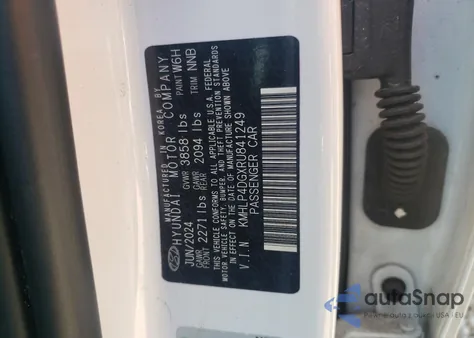 MANUFACTURED IN KOREA BY
HYUNDAI MOTOR COMPANY
PAINT W6H
JUN/2024 GVWR 3858 lbs TRIM NNB
GAWR FRONT 2271 lbs GAWR REAR 2094 lbs
THIS VEHICLE CONFORMS TO ALL APPLICABLE U.S.A. FEDERAL
MOTOR VEHICLE SAFETY, BUMPER, AND THEFT PREVENTION STANDARDS
IN EFFECT ON THE DATE OF MANUFACTURE SHOWN ABOVE
V.I.N KMHLP4DGXRU841249
PASSENGER CAR
autaSnap